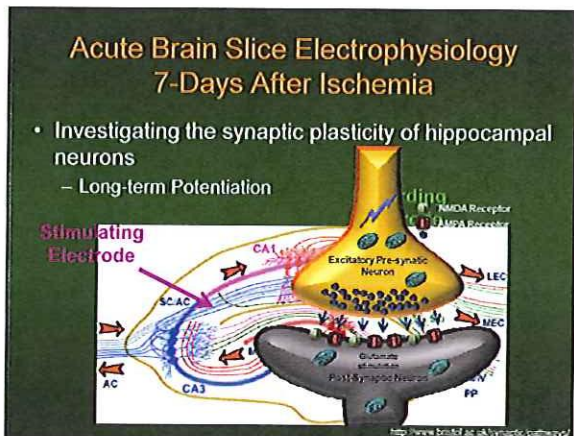 Acute Brain Slice Electrophysiology
7-Days After Ischemia
• Investigating the synaptic plasticity of hippocampal
neurons
– Long-term Potentiation
NMDA Receptor
AMPA Receptor
Stimulating
Electrode
CA1
Excitatory Pre-synatic
Neuron
LEC
SC/AC
MEC
Glutamate
Post-Synaptic Neuron
AC
CA3
PP